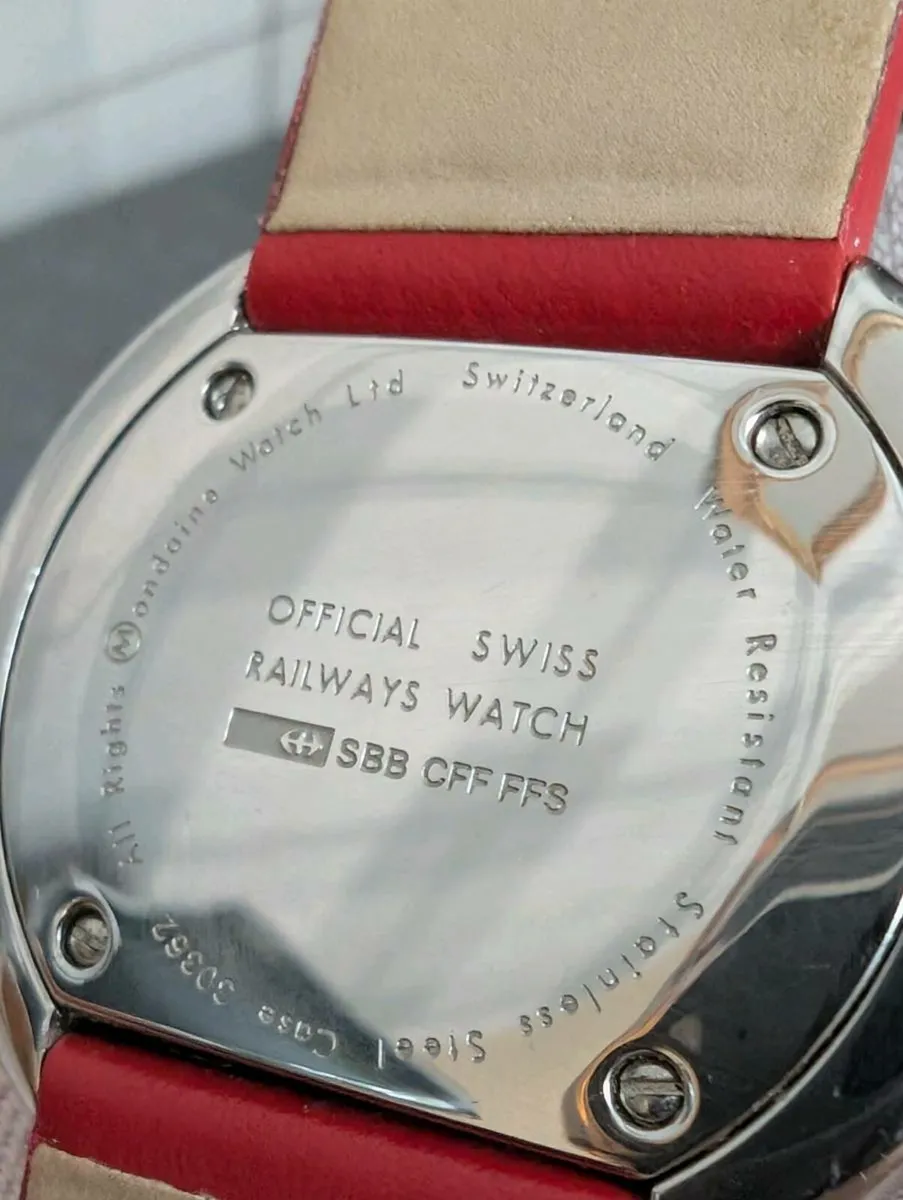 All Rights Mondaine Watch Ltd Switzerland Water Resistant Stainless Steel Case 30362
OFFICIAL SWISS
RAILWAYS WATCH
SBB CFF FFS